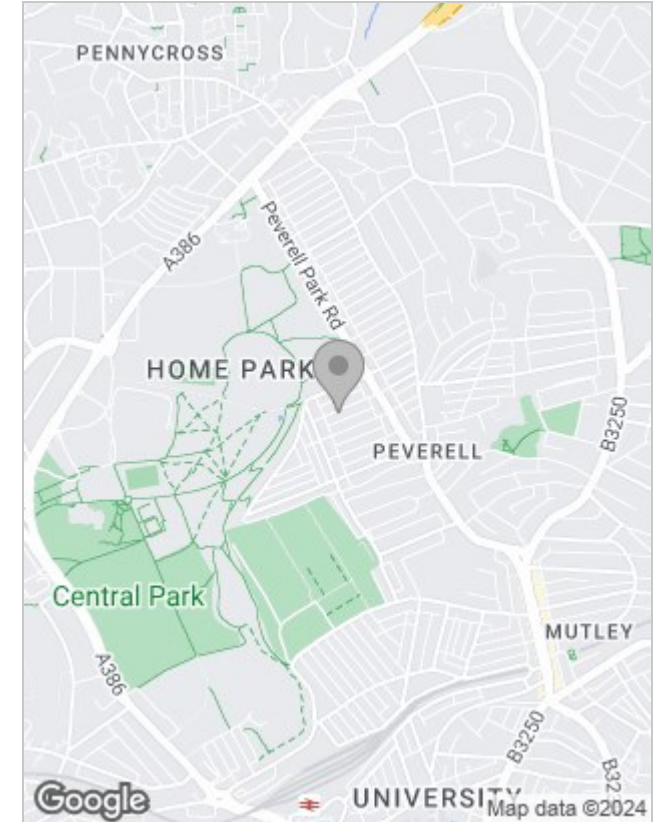 PENNYCROSS
A386
Peverell Park Rd
HOME PARK
B3250
PEVERELL
Central Park
MUTLEY
A386
B3250
UNIVERSITY
Google
Map data ©2024